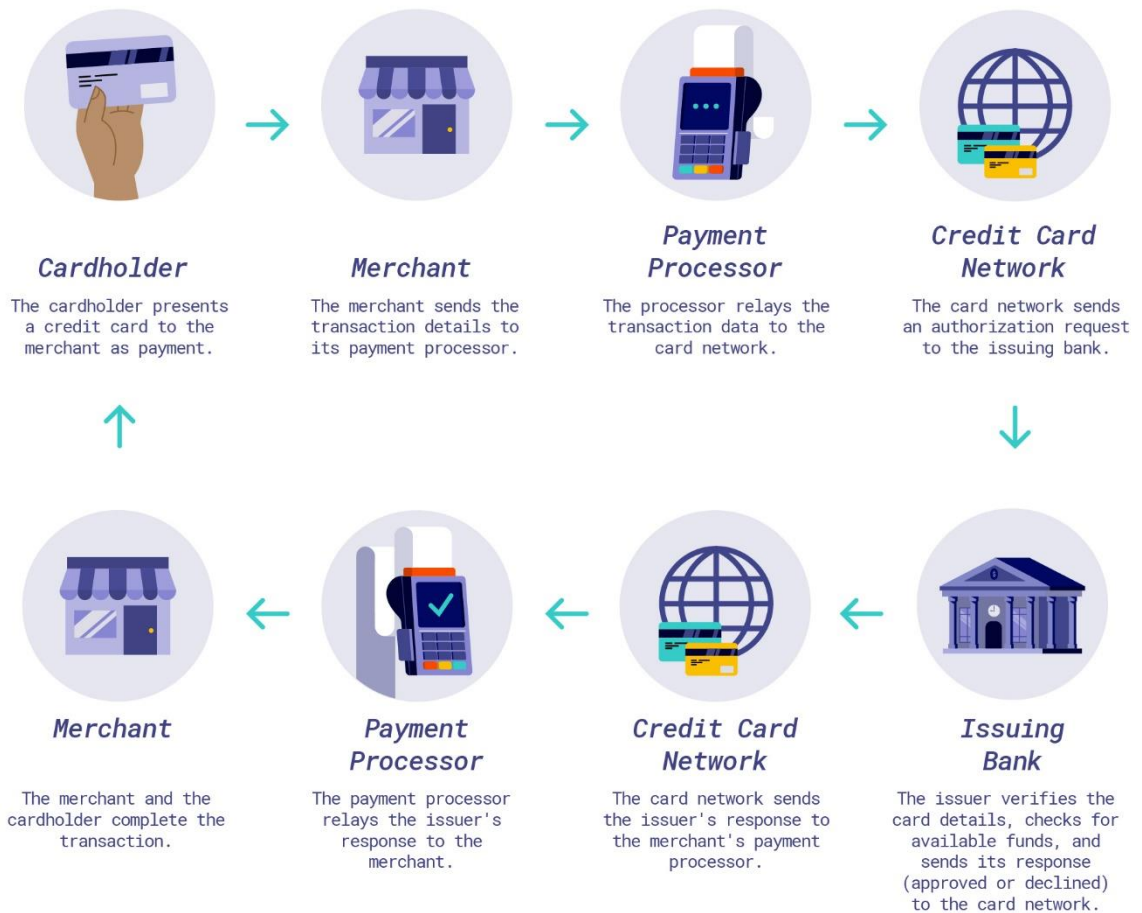 Cardholder
The cardholder presents
a credit card to the
merchant as payment.
Merchant
The merchant sends the
transaction details to
its payment processor.
Payment
Processor
The processor relays the
transaction data to the
card network.
Credit Card
Network
The card network sends
an authorization request
to the issuing bank.
Merchant
The merchant and the
cardholder complete the
transaction.
Payment
Processor
The payment processor
relays the issuer's
response to the
merchant.
Credit Card
Network
The card network sends
the issuer's response to
the merchant's payment
processor.
Issuing
Bank
The issuer verifies the
card details, checks for
available funds, and
sends its response
(approved or declined)
to the card network.